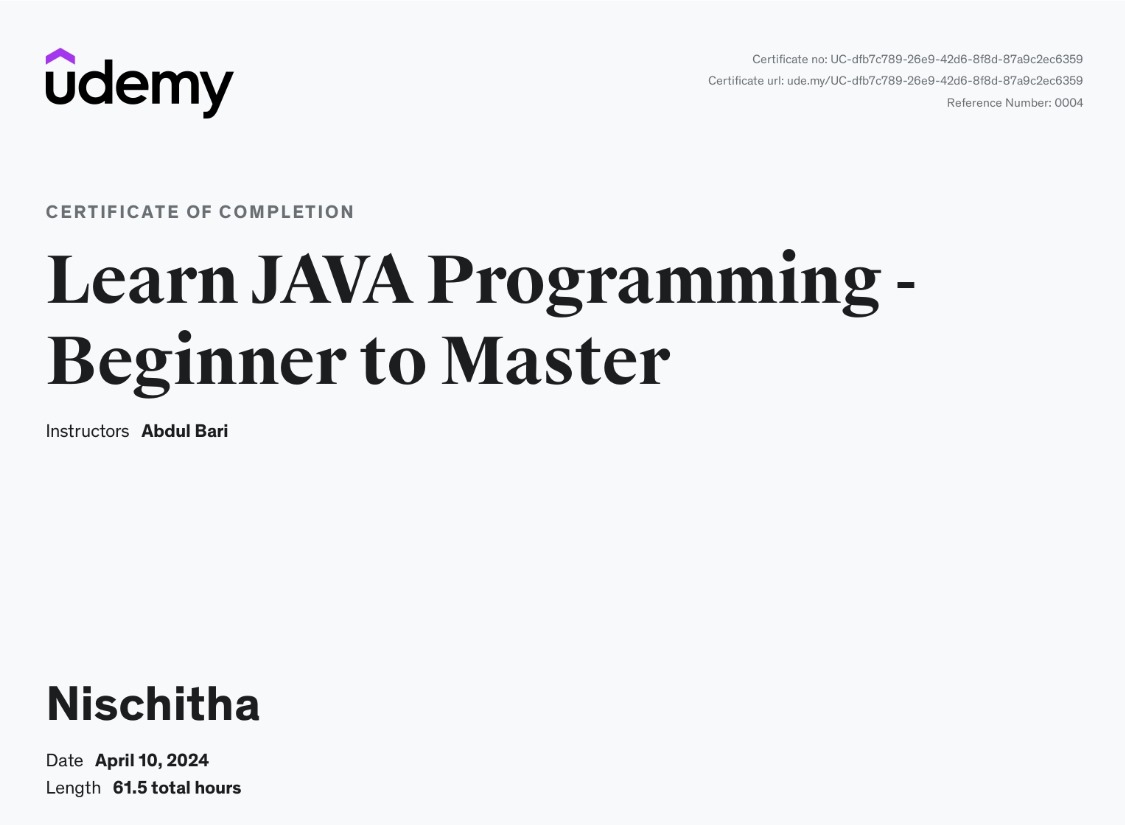 udemy
Certificate no: UC-dfb7c789-26e9-42d6-8f8d-87a9c2ec6359
Certificate url: ude.my/UC-dfb7c789-26e9-42d6-8f8d-87a9c2ec6359
Reference Number: 0004
CERTIFICATE OF COMPLETION
Learn JAVA Programming -
Beginner to Master
Instructors Abdul Bari
Nischitha
Date April 10, 2024
Length 61.5 total hours